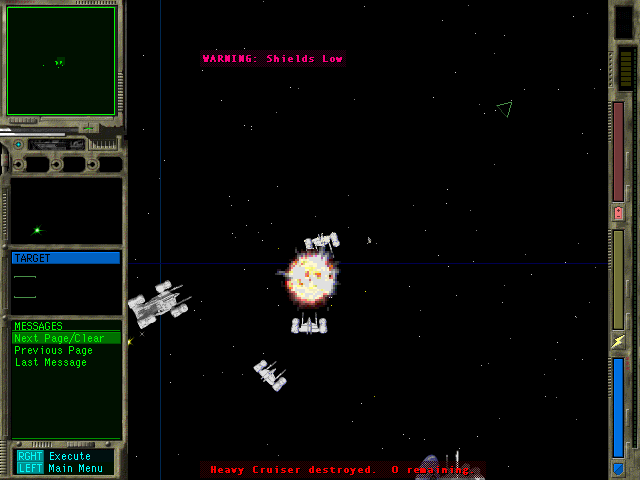 WARNING: Shields Low
TARGET
MESSAGES
Next Page/Clear
Previous Page
Last Message
RGHT Execute
LEFT Main Menu
Heavy Cruiser destroyed. 0 remaining.